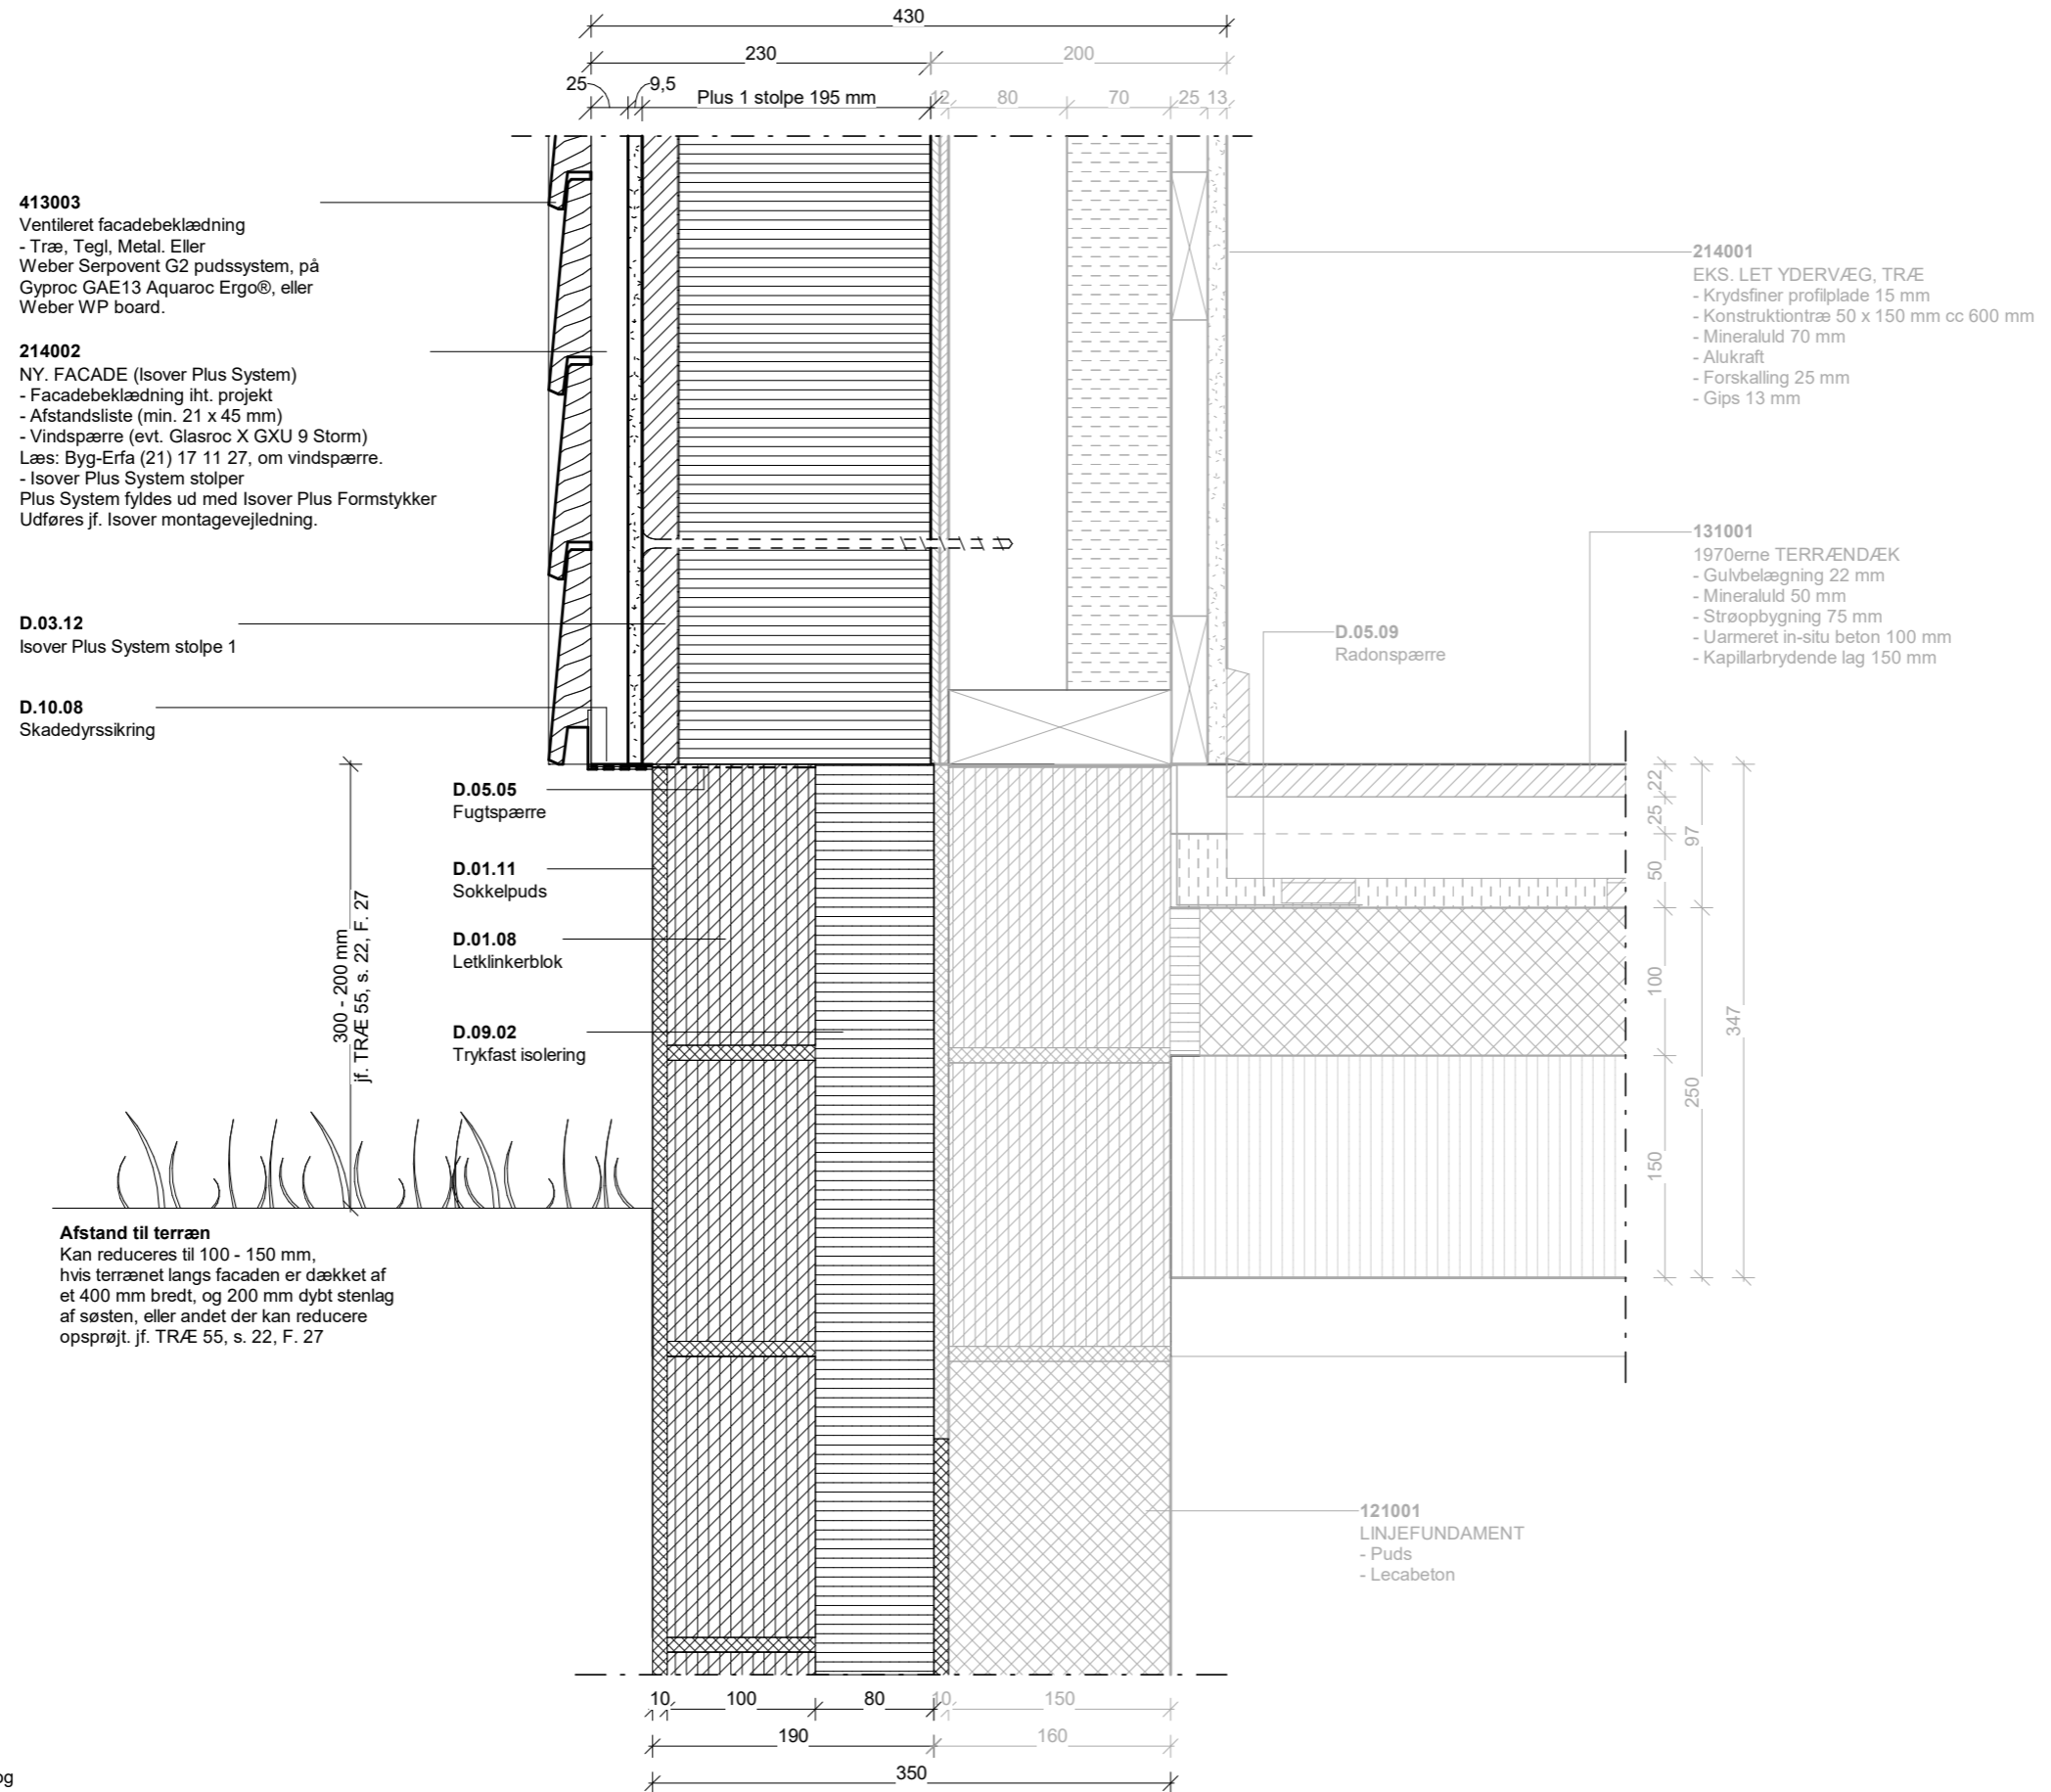 430
230
200
25
9,5
Plus 1 stolpe 195 mm
12
80
70
25
13
413003
Ventileret facadebeklædning
- Træ, Tegl, Metal. Eller
Weber Serpovent G2 pudssystem, på
Gyproc GAE13 Aquaroc Ergo®, eller
Weber WP board.
214002
NY. FACADE (Isover Plus System)
- Facadebeklædning iht. projekt
- Afstandsliste (min. 21 x 45 mm)
- Vindspærre (evt. Glasroc X GXU 9 Storm)
Læs: Byg-Erfa (21) 17 11 27, om vindspærre.
- Isover Plus System stolper
Plus System fyldes ud med Isover Plus Formstykker
Udføres jf. Isover montagevejledning.
D.03.12
Isover Plus System stolpe 1
D.10.08
Skadedyrssikring
214001
EKS. LET YDERVÆG, TRÆ
- Krydsfiner profilplade 15 mm
- Konstruktiontræ 50 x 150 mm cc 600 mm
- Mineraluld 70 mm
- Alukraft
- Forskalling 25 mm
- Gips 13 mm
131001
1970erne TERRÆNDÆK
- Gulvbelægning 22 mm
- Mineraluld 50 mm
- Strøopbygning 75 mm
- Uarmeret in-situ beton 100 mm
- Kapillarbrydende lag 150 mm
D.05.09
Radonspærre
D.05.05
Fugtspærre
D.01.11
Sokkelpuds
D.01.08
Letklinkerblok
D.09.02
Trykfast isolering
300 - 200 mm
jf. TRÆ 55, s. 22, F. 27
22
25
50
97
100
150
250
347
Afstand til terræn
Kan reduceres til 100 - 150 mm,
hvis terrænet langs facaden er dækket af
et 400 mm bredt, og 200 mm dybt stenlag
af søsten, eller andet der kan reducere
opsprøjt. jf. TRÆ 55, s. 22, F. 27
121001
LINJEFUNDAMENT
- Puds
- Lecabeton
10
100
80
10
150
190
160
350
og